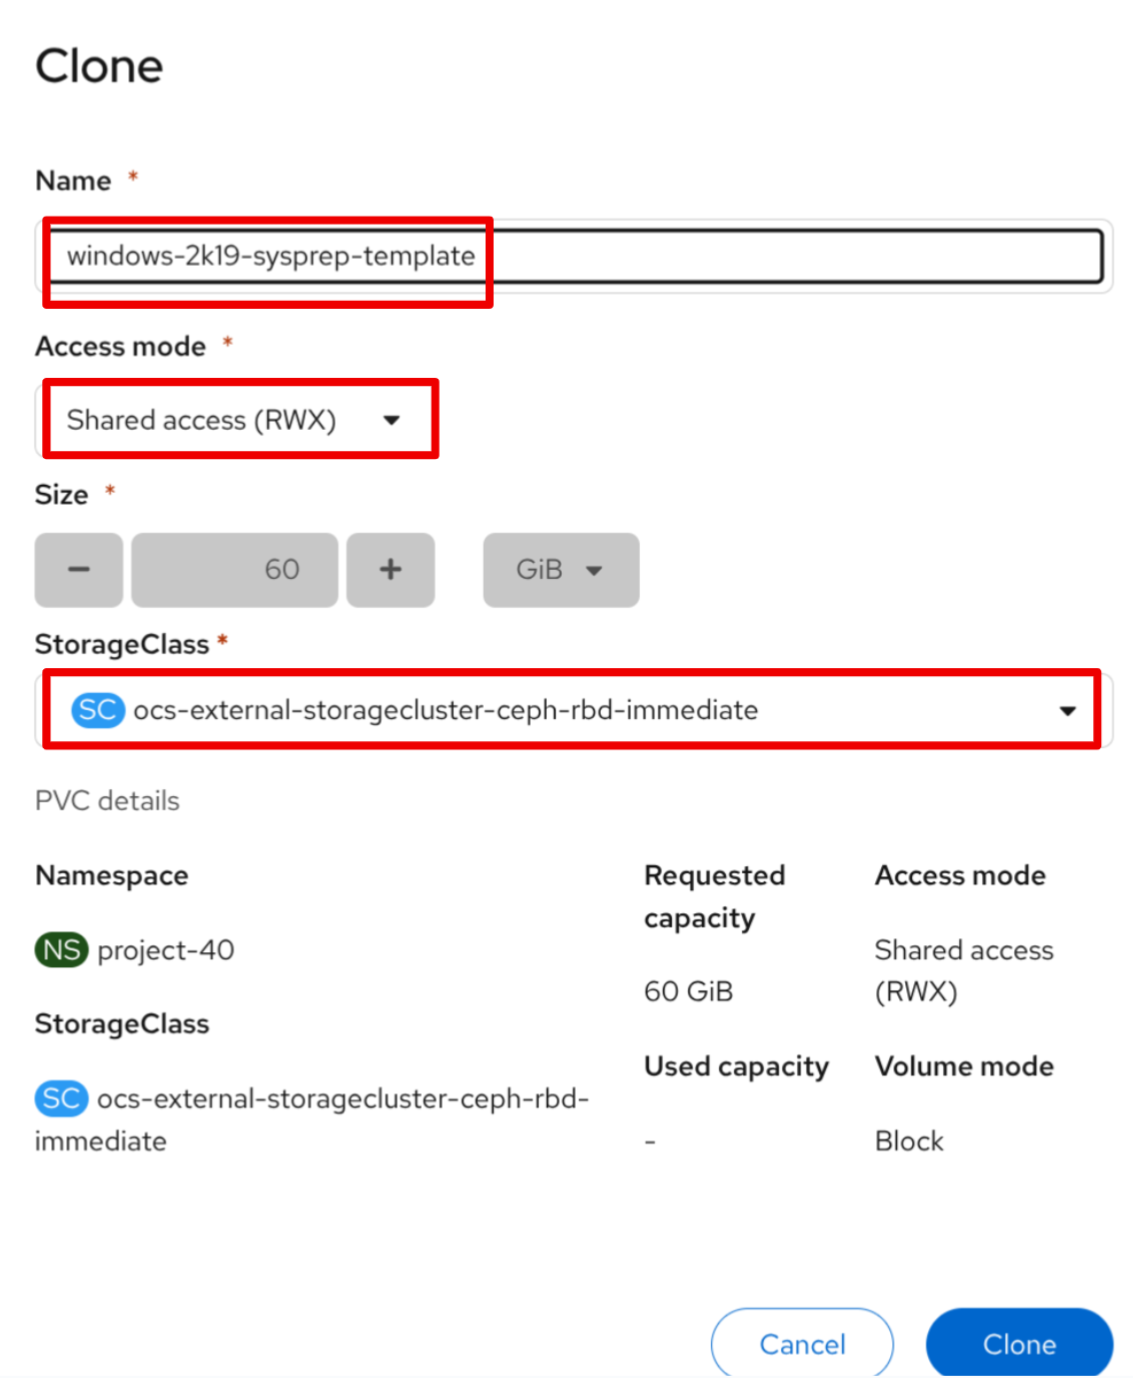 Clone
Name *
windows-2k19-sysprep-template
Access mode *
Shared access (RWX)
Size *
− 60 + GiB
StorageClass *
SC ocs-external-storagecluster-ceph-rbd-immediate
PVC details
Namespace
NS project-40
StorageClass
SC ocs-external-storagecluster-ceph-rbd-
immediate
Requested
capacity
60 GiB
Used capacity
-
Access mode
Shared access
(RWX)
Volume mode
Block
Cancel
Clone